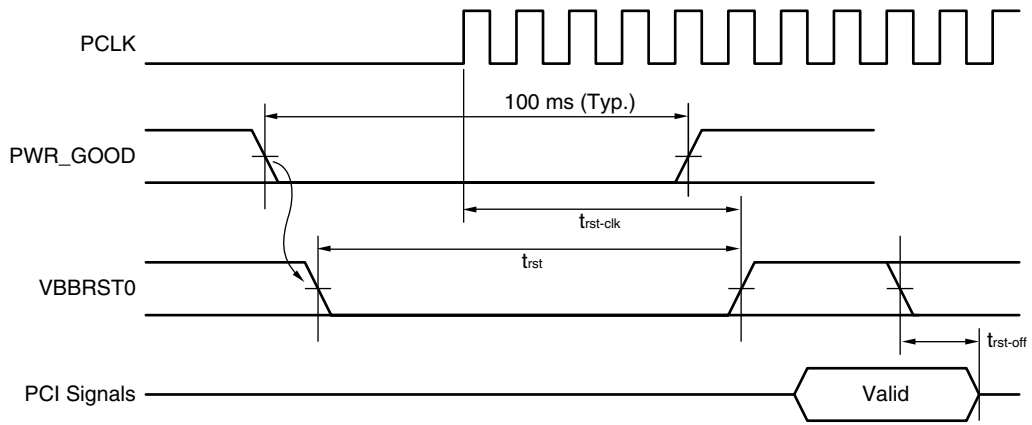 PCLK
100 ms (Typ.)
PWR_GOOD
trst-clk
trst
VBBRST0
trst-off
PCI Signals
Valid